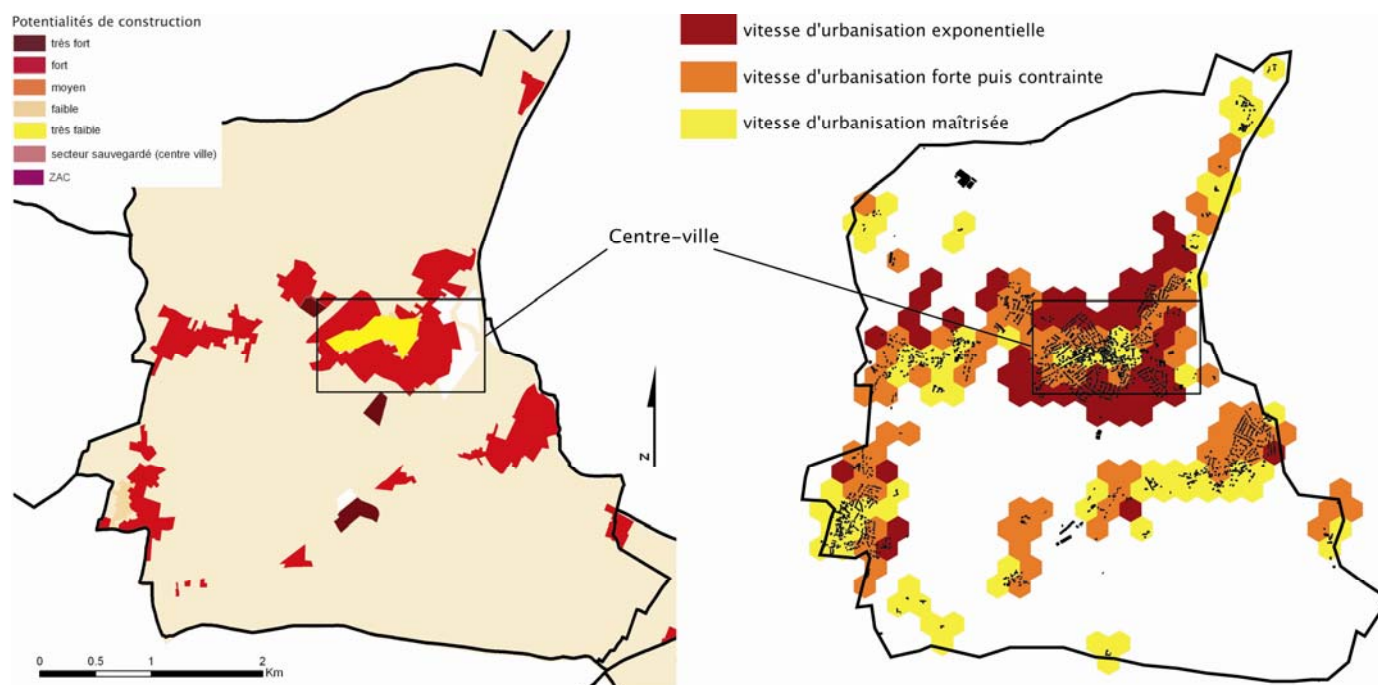 Potentialités de construction
très fort
fort
moyen
faible
très faible
secteur sauvegardé (centre ville)
ZAC
vitesse d'urbanisation exponentielle
vitesse d'urbanisation forte puis contrainte
vitesse d'urbanisation maîtrisée
Centre-ville
N
0 0.5 1 2
Km